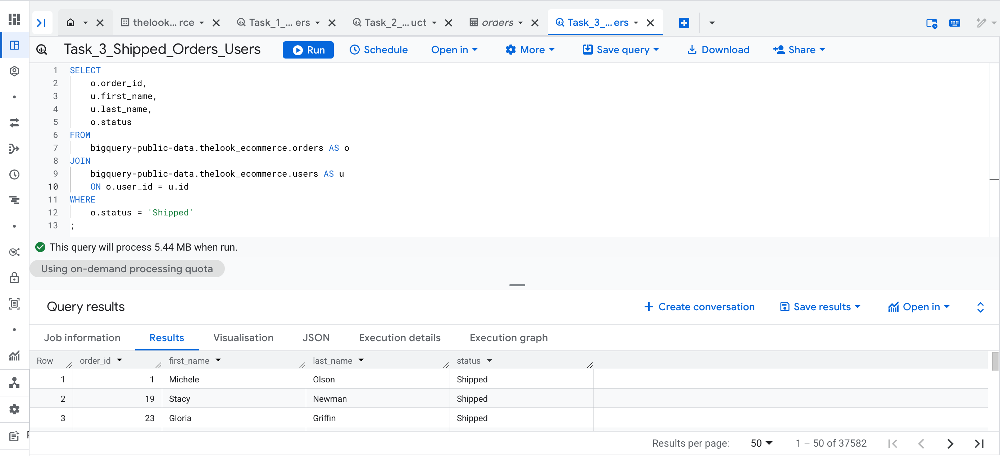 thelook... rce
Task_1_... ers
Task_2_... uct
orders
Task_3_... ers
Task_3_Shipped_Orders_Users
Run
Schedule
Open in
More
Save query
Download
Share
1 SELECT
2 o.order_id,
3 u.first_name,
4 u.last_name,
5 o.status
6 FROM
7 bigquery-public-data.thelook_ecommerce.orders AS o
8 JOIN
9 bigquery-public-data.thelook_ecommerce.users AS u
10 ON o.user_id = u.id
11 WHERE
12 o.status = 'Shipped'
13 ;
This query will process 5.44 MB when run.
Using on-demand processing quota
Query results
Create conversation
Save results
Open in
Job information
Results
Visualisation
JSON
Execution details
Execution graph
Row order_id first_name last_name status
1 1 Michele Olson Shipped
2 19 Stacy Newman Shipped
3 23 Gloria Griffin Shipped
Results per page: 50 1 – 50 of 37582